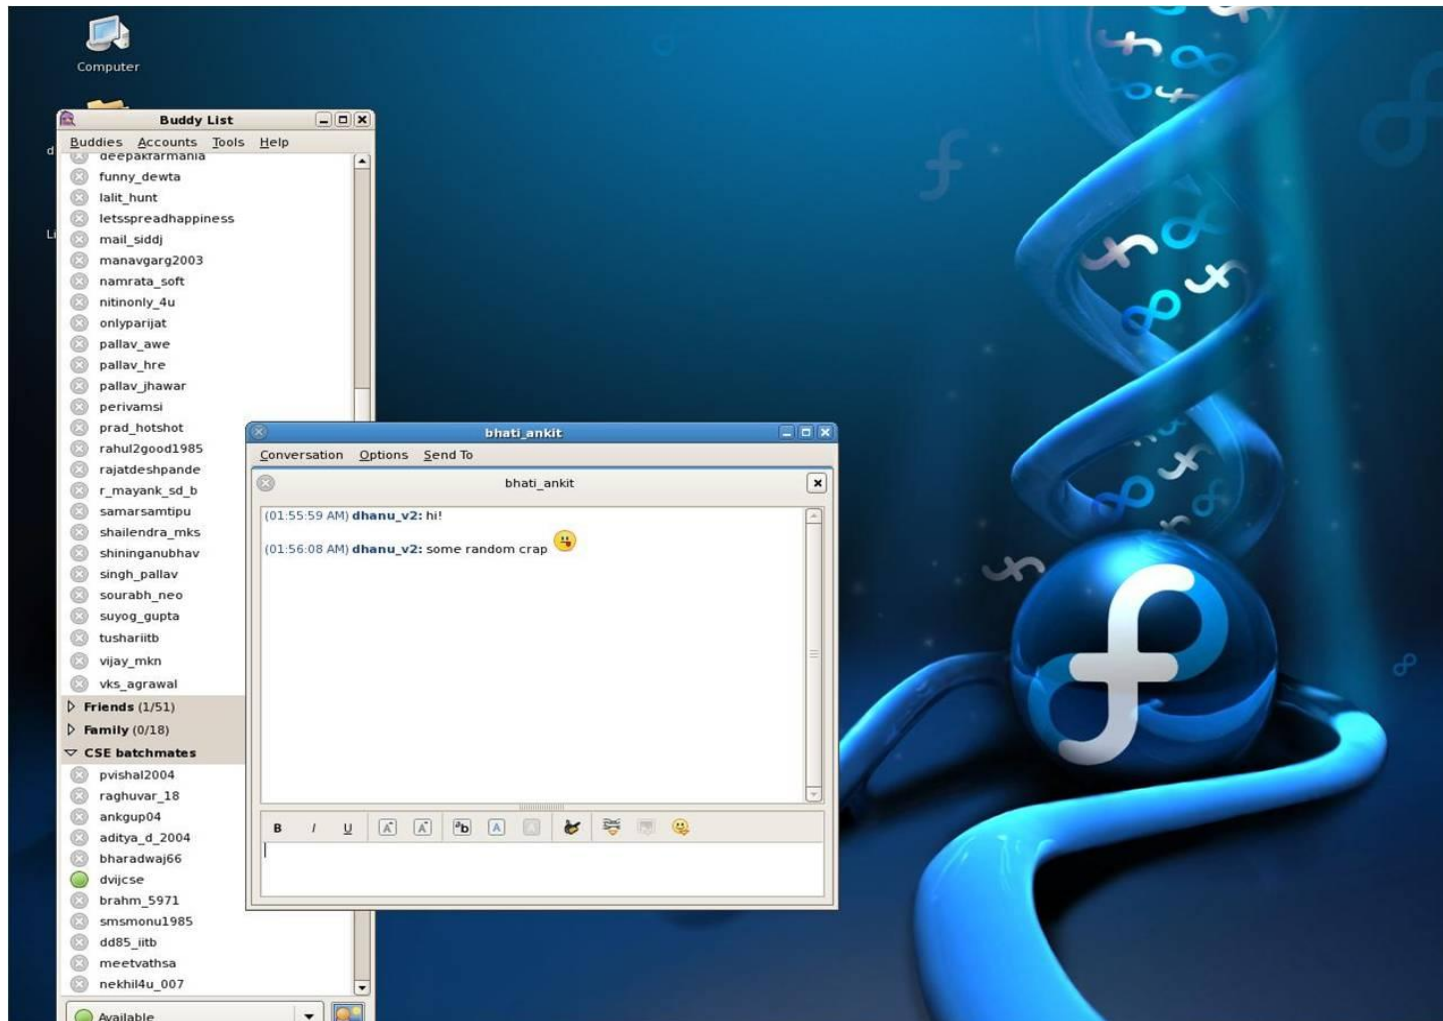 Computer
Buddy List
Buddies Accounts Tools Help
deepakfarmania
funny_dewta
lalit_hunt
letsspreadhappiness
mail_siddj
manavgarg2003
namrata_soft
nitinonly_4u
onlyparijat
pallav_awe
pallav_hre
pallav_jhawar
perivamsi
prad_hotshot
rahul2good1985
rajatdeshpande
r_mayank_sd_b
samarsamtipu
shailendra_mks
shininganubhav
singh_pallav
sourabh_neo
suyog_gupta
tushariitb
vijay_mkn
vks_agrawal
Friends (1/51)
Family (0/18)
CSE batchmates
pvishal2004
raghuvar_18
ankgup04
aditya_d_2004
bharadwaj66
dvijcse
brahm_5971
smsmonu1985
dd85_iitb
meetvathsa
nekhil4u_007
Available
bhati_ankit
Conversation Options Send To
bhati_ankit
(01:55:59 AM) dhanu_v2: hi!
(01:56:08 AM) dhanu_v2: some random crap
B I U